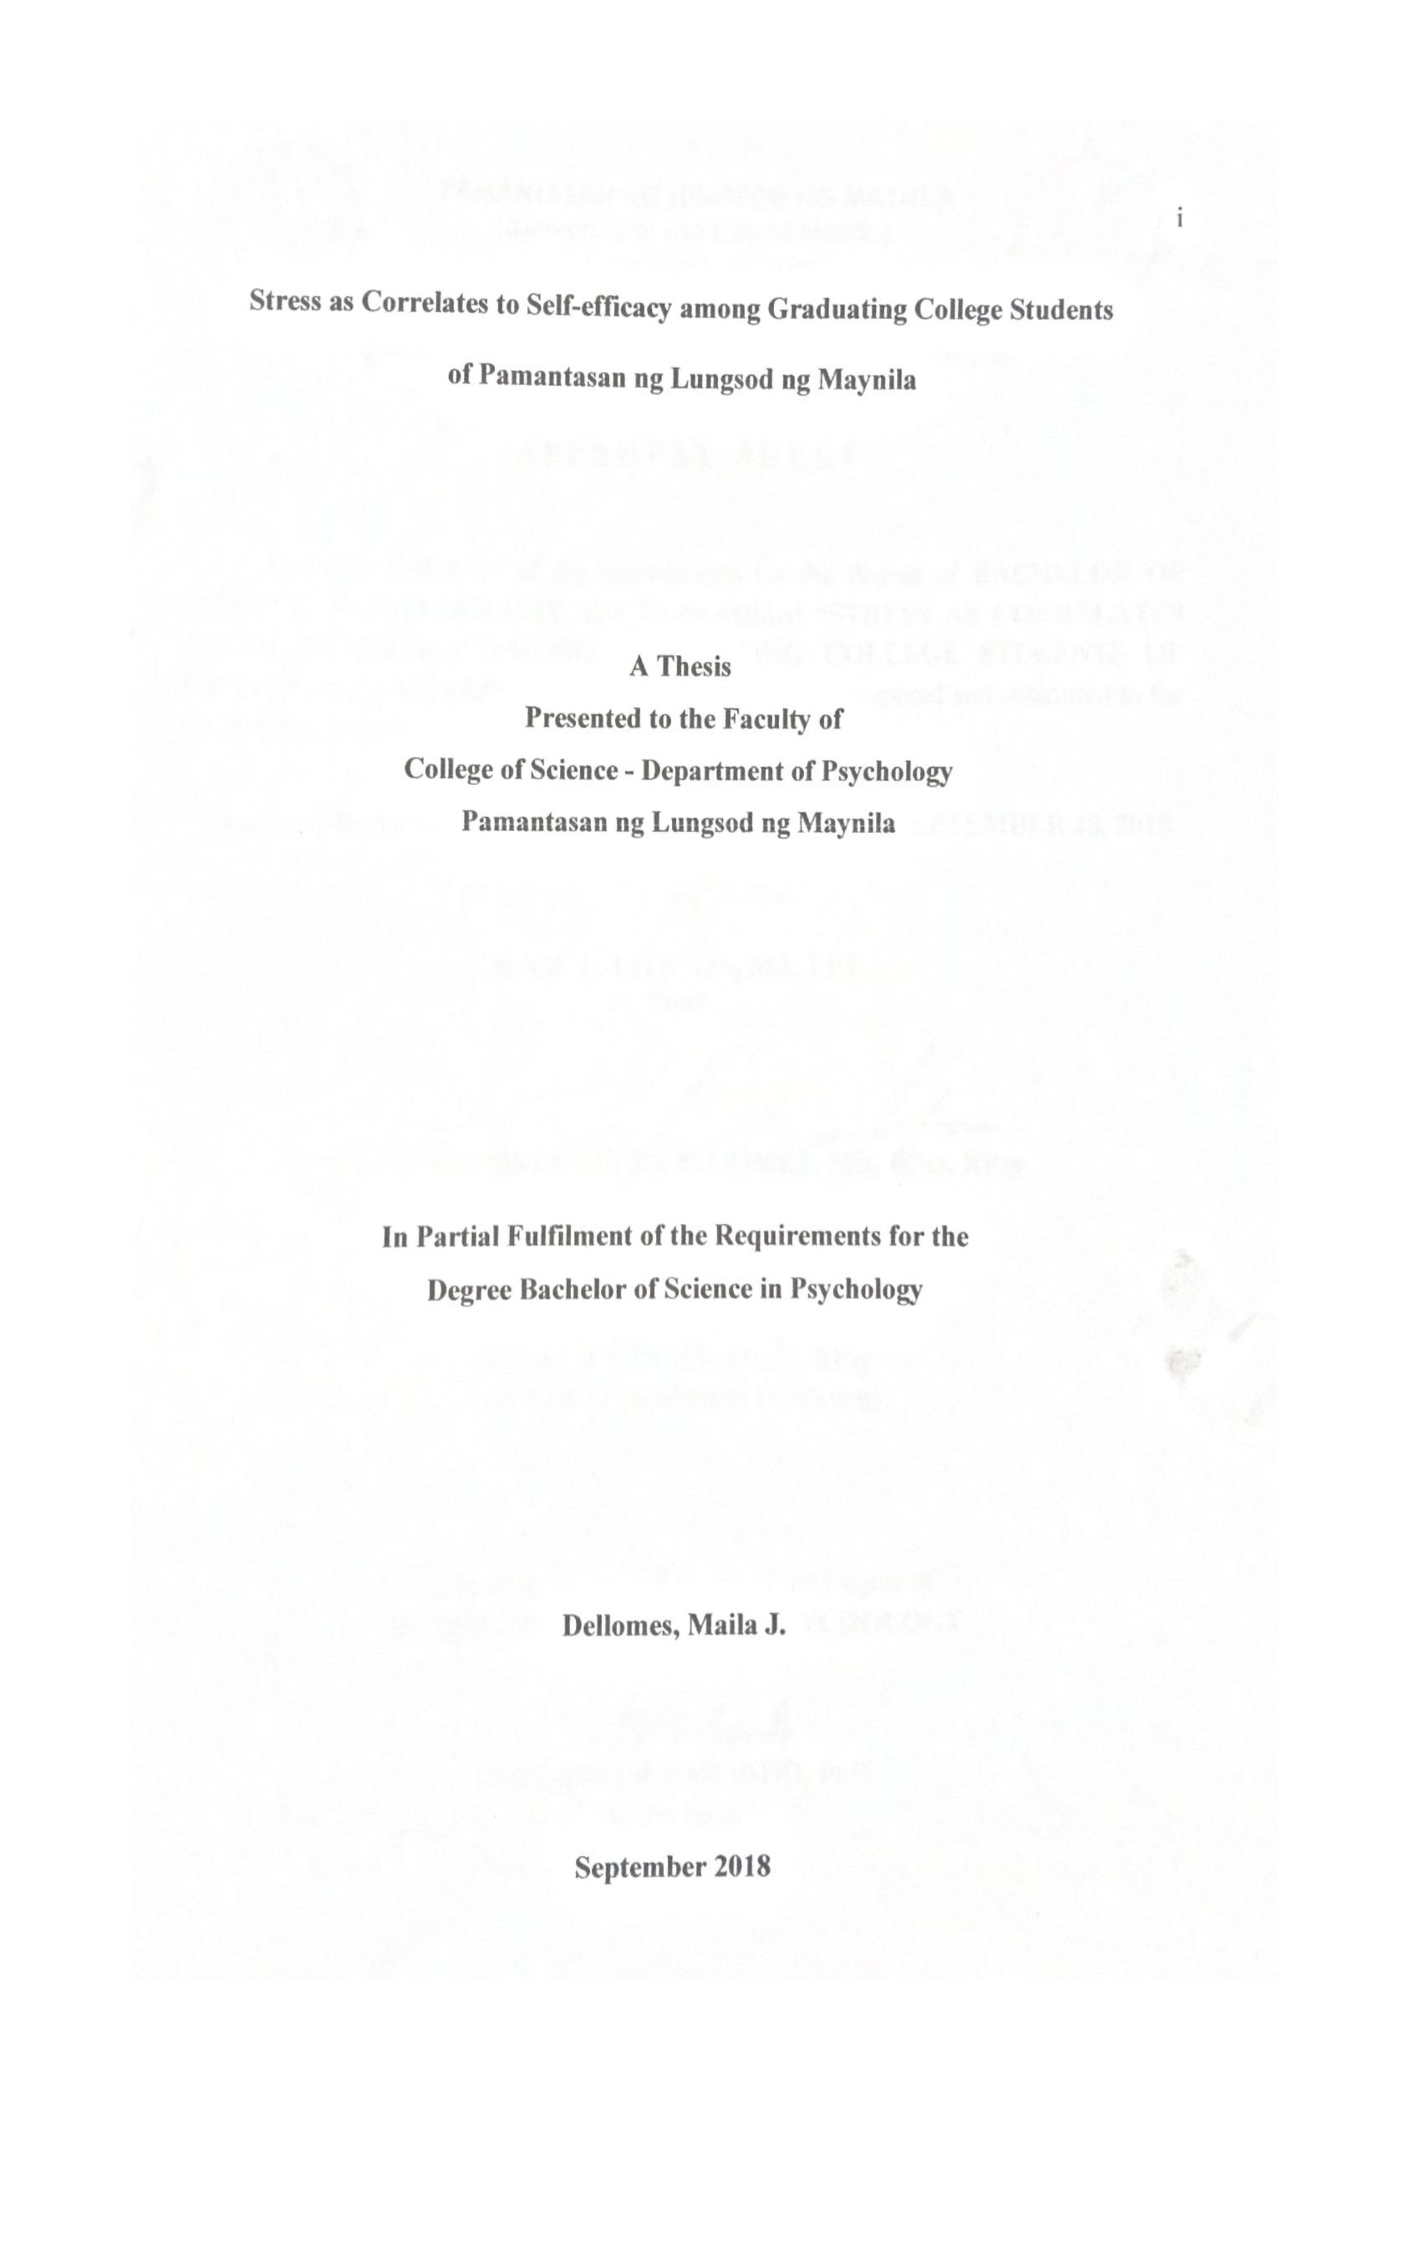 i
Stress as Correlates to Self-efficacy among Graduating College Students
of Pamantasan ng Lungsod ng Maynila
A Thesis
Presented to the Faculty of
College of Science - Department of Psychology
Pamantasan ng Lungsod ng Maynila
In Partial Fulfilment of the Requirements for the
Degree Bachelor of Science in Psychology
Dellomes, Maila J.
September 2018